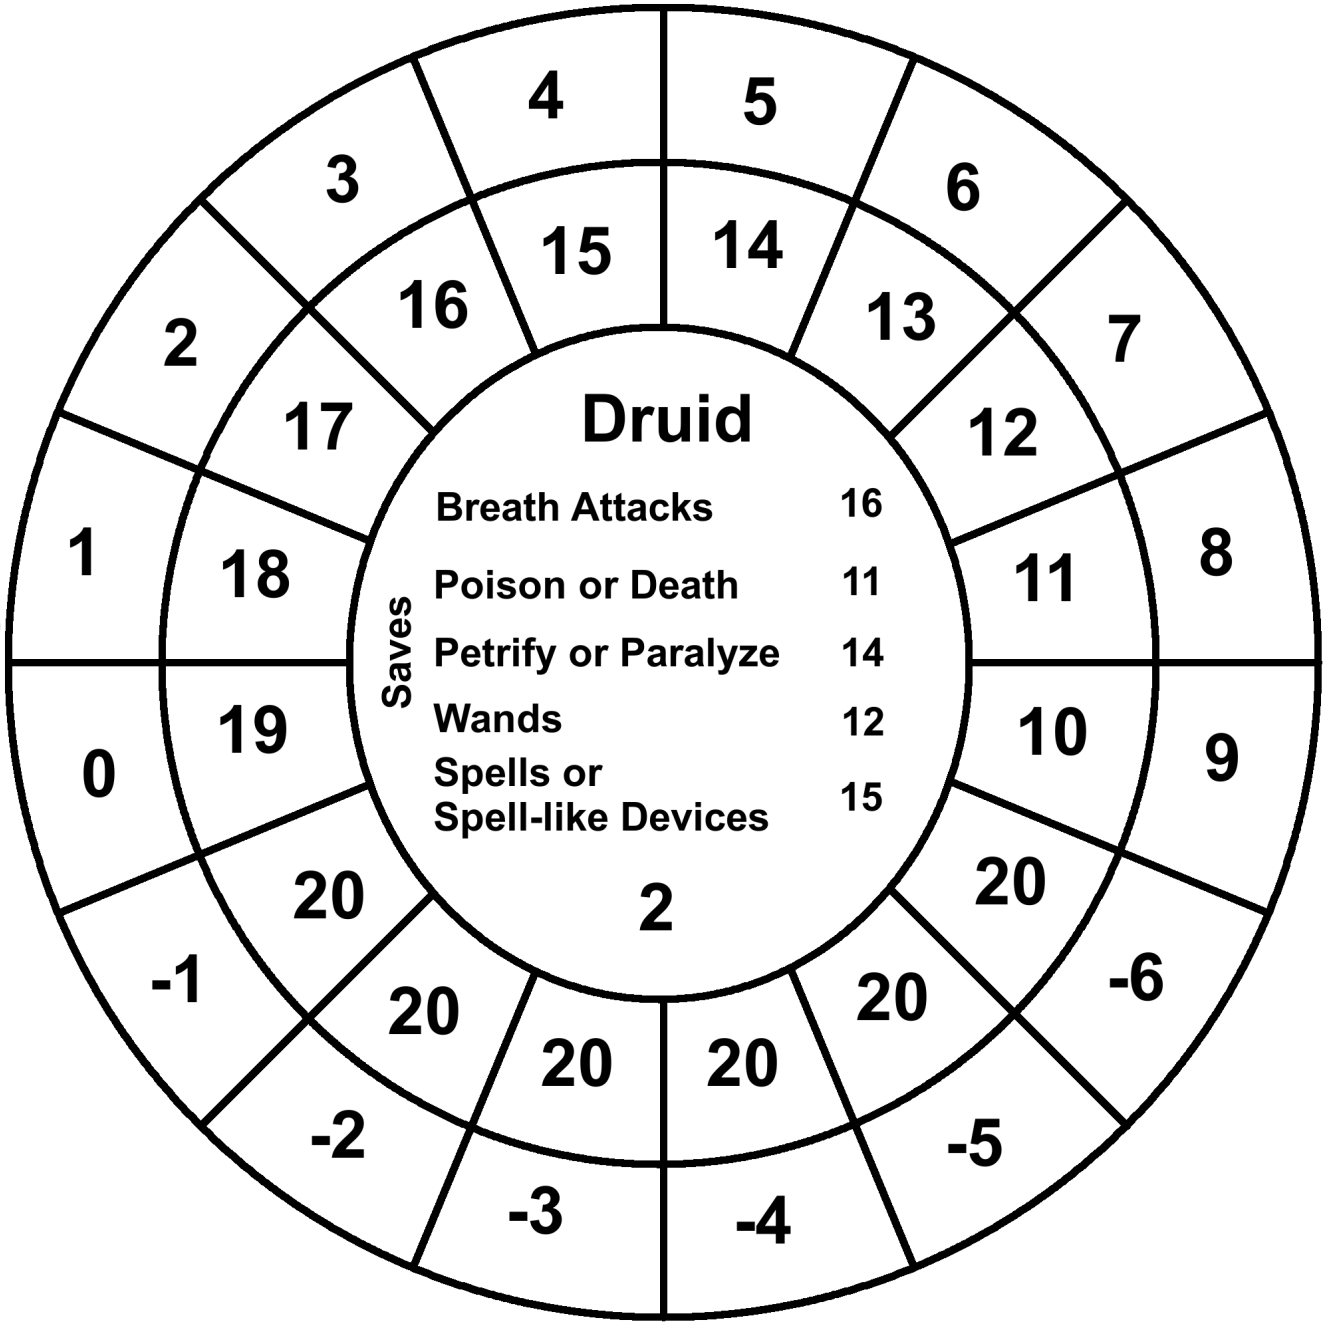 4 5
3 6
15 14
16 13
2 7
17 12
Druid
Breath Attacks 16
1 8
18 11
Poison or Death 11
Saves
Petrify or Paralyze 14
Wands 12
19 10
0 9
Spells or
Spell-like Devices 15
20 20
2
-1 -6
20 20
20 20
-2 -5
-3 -4